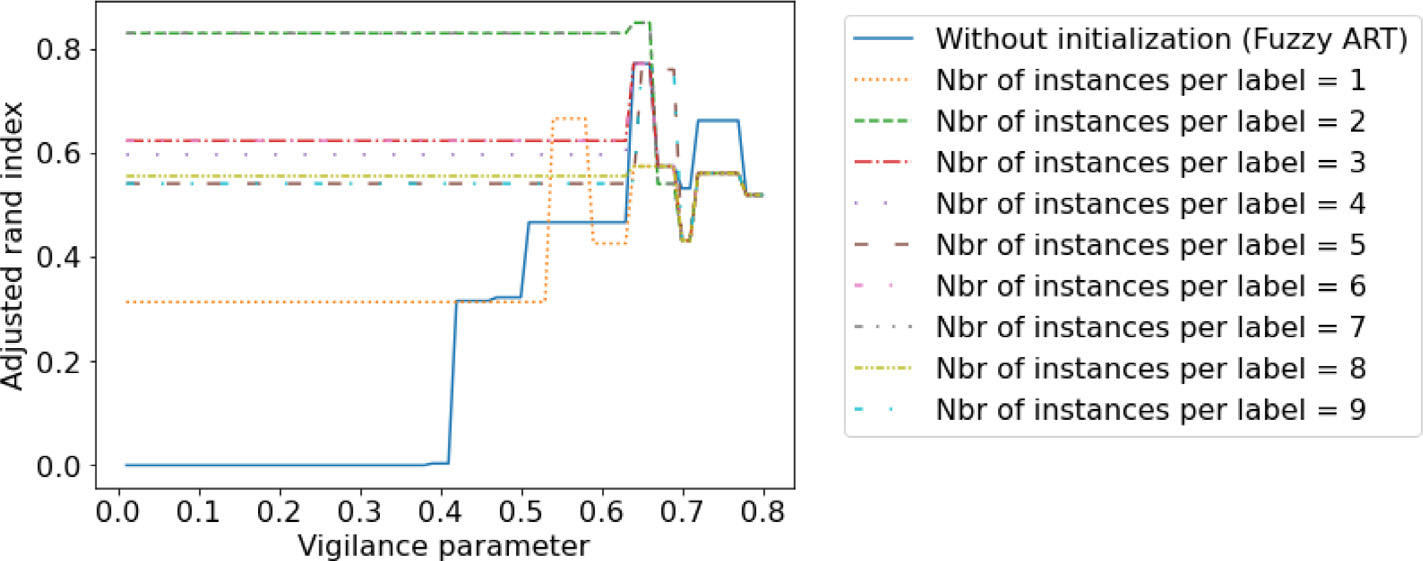 Adjusted rand index
0.8
0.6
0.4
0.2
0.0
0.0 0.1 0.2 0.3 0.4 0.5 0.6 0.7 0.8
Vigilance parameter
Without initialization (Fuzzy ART)
Nbr of instances per label = 1
Nbr of instances per label = 2
Nbr of instances per label = 3
Nbr of instances per label = 4
Nbr of instances per label = 5
Nbr of instances per label = 6
Nbr of instances per label = 7
Nbr of instances per label = 8
Nbr of instances per label = 9